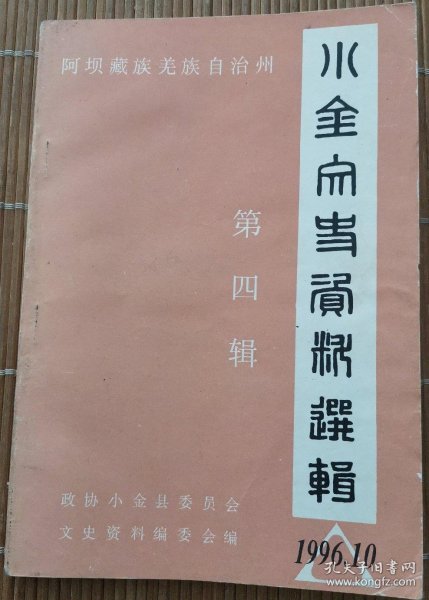 阿坝藏族羌族自治州
小金文史資料選輯
第四辑
政协小金县委员会
文史资料编委会编
1996.10
孔夫子旧书网
www.kongfz.com